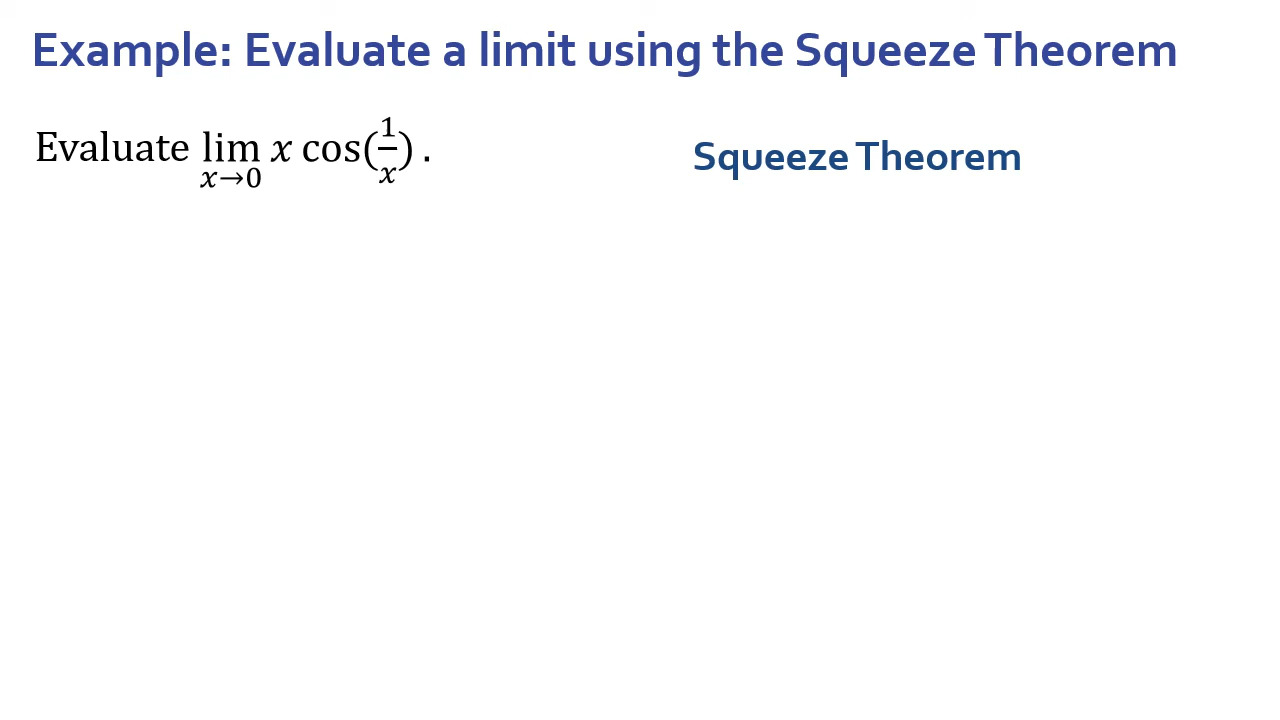 Example: Evaluate a limit using the Squeeze Theorem
Evaluate lim x→0 x cos(1/x) .
Squeeze Theorem